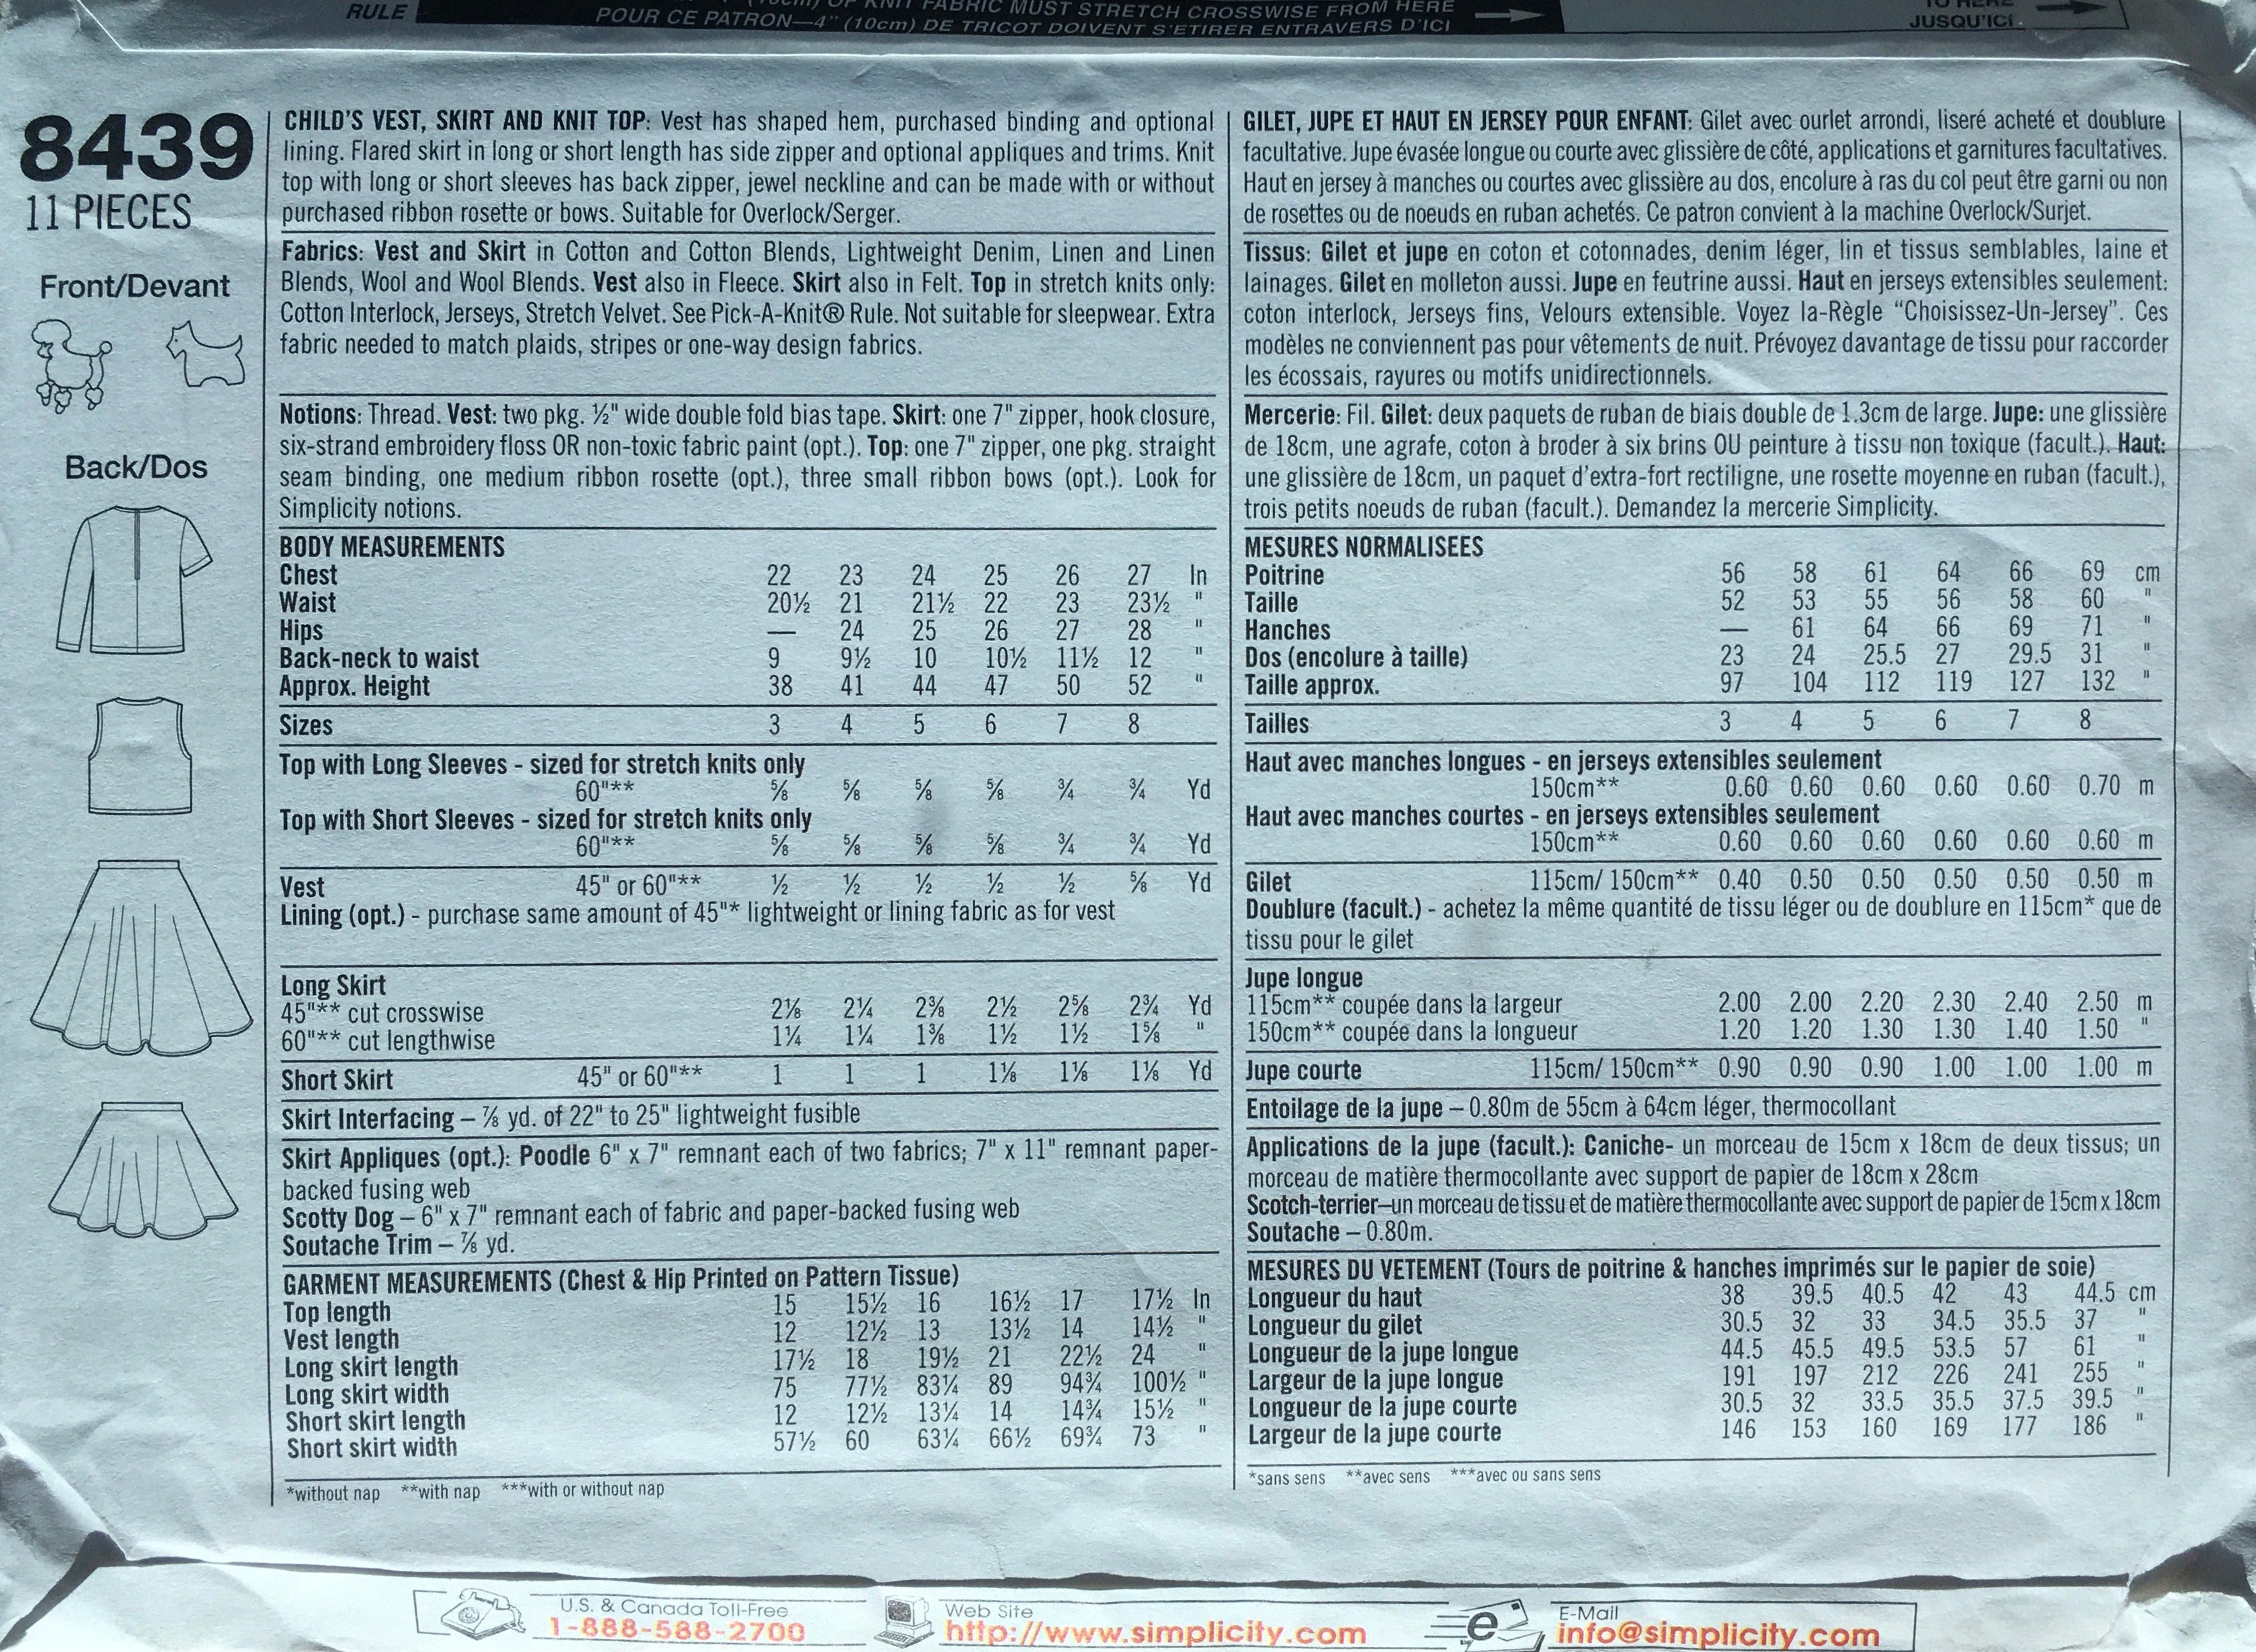 RULE
OF KNIT FABRIC MUST STRETCH CROSSWISE FROM HERE
POUR CE PATRON—4" (10cm) DE TRICOT DOIVENT S'ETIRER ENTRAVERS D'ICI
TO HERE
JUSQU'ICI
8439
11 PIECES
Front/Devant
Back/Dos
CHILD'S VEST, SKIRT AND KNIT TOP: Vest has shaped hem, purchased binding and optional
lining. Flared skirt in long or short length has side zipper and optional appliques and trims. Knit
top with long or short sleeves has back zipper, jewel neckline and can be made with or without
purchased ribbon rosette or bows. Suitable for Overlock/Serger.
Fabrics: Vest and Skirt in Cotton and Cotton Blends, Lightweight Denim, Linen and Linen
Blends, Wool and Wool Blends. Vest also in Fleece. Skirt also in Felt. Top in stretch knits only:
Cotton Interlock, Jerseys, Stretch Velvet. See Pick-A-Knit® Rule. Not suitable for sleepwear. Extra
fabric needed to match plaids, stripes or one-way design fabrics.
Notions: Thread. Vest: two pkg. ½" wide double fold bias tape. Skirt: one 7" zipper, hook closure,
six-strand embroidery floss OR non-toxic fabric paint (opt.). Top: one 7" zipper, one pkg. straight
seam binding, one medium ribbon rosette (opt.), three small ribbon bows (opt.). Look for
Simplicity notions.
BODY MEASUREMENTS
Chest 22 23 24 25 26 27 In
Waist 20½ 21 21½ 22 23 23½ "
Hips — 24 25 26 27 28 "
Back-neck to waist 9 9½ 10 10½ 11½ 12 "
Approx. Height 38 41 44 47 50 52 "
Sizes 3 4 5 6 7 8
Top with Long Sleeves - sized for stretch knits only
60"** ⅝ ⅝ ⅝ ⅝ ¾ ¾ Yd
Top with Short Sleeves - sized for stretch knits only
60"** ⅝ ⅝ ⅝ ⅝ ¾ ¾ Yd
Vest 45" or 60"** ½ ½ ½ ½ ½ ⅝ Yd
Lining (opt.) - purchase same amount of 45"* lightweight or lining fabric as for vest
Long Skirt
45"** cut crosswise 2⅛ 2¼ 2⅜ 2½ 2⅝ 2¾ Yd
60"** cut lengthwise 1¼ 1¼ 1⅜ 1½ 1½ 1⅝ "
Short Skirt 45" or 60"** 1 1 1 1⅛ 1⅛ 1⅛ Yd
Skirt Interfacing – ⅞ yd. of 22" to 25" lightweight fusible
Skirt Appliques (opt.): Poodle 6" x 7" remnant each of two fabrics; 7" x 11" remnant paper-
backed fusing web
Scotty Dog – 6" x 7" remnant each of fabric and paper-backed fusing web
Soutache Trim – ⅞ yd.
GARMENT MEASUREMENTS (Chest & Hip Printed on Pattern Tissue)
Top length 15 15½ 16 16½ 17 17½ In
Vest length 12 12½ 13 13½ 14 14½ "
Long skirt length 17½ 18 19½ 21 22½ 24 "
Long skirt width 75 77½ 83¼ 89 94¾ 100½ "
Short skirt length 12 12½ 13¼ 14 14¾ 15½ "
Short skirt width 57½ 60 63¼ 66½ 69¾ 73 "
*without nap **with nap ***with or without nap
GILET, JUPE ET HAUT EN JERSEY POUR ENFANT: Gilet avec ourlet arrondi, liseré acheté et doublure
facultative. Jupe évasée longue ou courte avec glissière de côté, applications et garnitures facultatives.
Haut en jersey à manches ou courtes avec glissière au dos, encolure à ras du col peut être garni ou non
de rosettes ou de noeuds en ruban achetés. Ce patron convient à la machine Overlock/Surjet.
Tissus: Gilet et jupe en coton et cotonnades, denim léger, lin et tissus semblables, laine et
lainages. Gilet en molleton aussi. Jupe en feutrine aussi. Haut en jerseys extensibles seulement:
coton interlock, Jerseys fins, Velours extensible. Voyez la-Règle "Choisissez-Un-Jersey". Ces
modèles ne conviennent pas pour vêtements de nuit. Prévoyez davantage de tissu pour raccorder
les écossais, rayures ou motifs unidirectionnels.
Mercerie: Fil. Gilet: deux paquets de ruban de biais double de 1.3cm de large. Jupe: une glissière
de 18cm, une agrafe, coton à broder à six brins OU peinture à tissu non toxique (facult.). Haut:
une glissière de 18cm, un paquet d'extra-fort rectiligne, une rosette moyenne en ruban (facult.),
trois petits noeuds de ruban (facult.). Demandez la mercerie Simplicity.
MESURES NORMALISEES
Poitrine 56 58 61 64 66 69 cm
Taille 52 53 55 56 58 60 "
Hanches — 61 64 66 69 71 "
Dos (encolure à taille) 23 24 25.5 27 29.5 31 "
Taille approx. 97 104 112 119 127 132 "
Tailles 3 4 5 6 7 8
Haut avec manches longues - en jerseys extensibles seulement
150cm** 0.60 0.60 0.60 0.60 0.60 0.70 m
Haut avec manches courtes - en jerseys extensibles seulement
150cm** 0.60 0.60 0.60 0.60 0.60 0.60 m
Gilet 115cm/ 150cm** 0.40 0.50 0.50 0.50 0.50 0.50 m
Doublure (facult.) - achetez la même quantité de tissu léger ou de doublure en 115cm* que de
tissu pour le gilet
Jupe longue
115cm** coupée dans la largeur 2.00 2.00 2.20 2.30 2.40 2.50 m
150cm** coupée dans la longueur 1.20 1.20 1.30 1.30 1.40 1.50 "
Jupe courte 115cm/ 150cm** 0.90 0.90 0.90 1.00 1.00 1.00 m
Entoilage de la jupe – 0.80m de 55cm à 64cm léger, thermocollant
Applications de la jupe (facult.): Caniche- un morceau de 15cm x 18cm de deux tissus; un
morceau de matière thermocollante avec support de papier de 18cm x 28cm
Scotch-terrier–un morceau de tissu et de matière thermocollante avec support de papier de 15cm x 18cm
Soutache – 0.80m.
MESURES DU VETEMENT (Tours de poitrine & hanches imprimés sur le papier de soie)
Longueur du haut 38 39.5 40.5 42 43 44.5 cm
Longueur du gilet 30.5 32 33 34.5 35.5 37 "
Longueur de la jupe longue 44.5 45.5 49.5 53.5 57 61 "
Largeur de la jupe longue 191 197 212 226 241 255 "
Longueur de la jupe courte 30.5 32 33.5 35.5 37.5 39.5 "
Largeur de la jupe courte 146 153 160 169 177 186 "
*sans sens **avec sens ***avec ou sans sens
U.S. & Canada Toll-Free
1-888-588-2700
Web Site
http://www.simplicity.com
e
E-Mail
info@simplicity.com